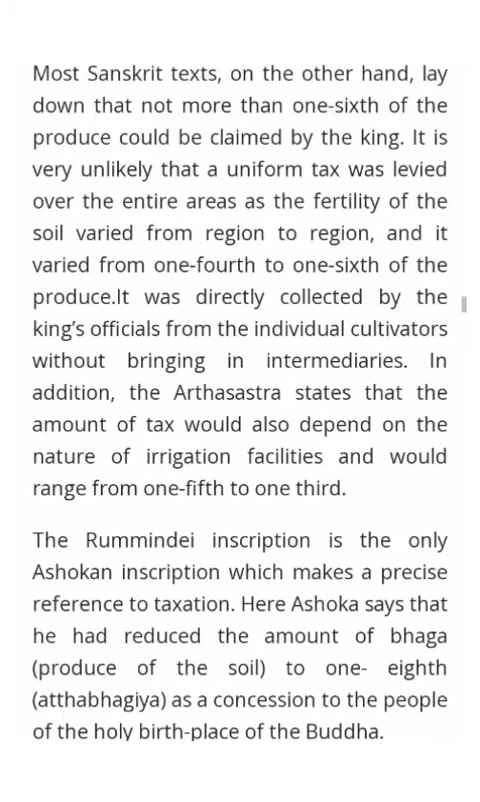 Most Sanskrit texts, on the other hand, lay
down that not more than one-sixth of the
produce could be claimed by the king. It is
very unlikely that a uniform tax was levied
over the entire areas as the fertility of the
soil varied from region to region, and it
varied from one-fourth to one-sixth of the
produce.It was directly collected by the
king’s officials from the individual cultivators
without bringing in intermediaries. In
addition, the Arthasastra states that the
amount of tax would also depend on the
nature of irrigation facilities and would
range from one-fifth to one third.
The Rummindei inscription is the only
Ashokan inscription which makes a precise
reference to taxation. Here Ashoka says that
he had reduced the amount of bhaga
(produce of the soil) to one- eighth
(atthabhagiya) as a concession to the people
of the holy birth-place of the Buddha.